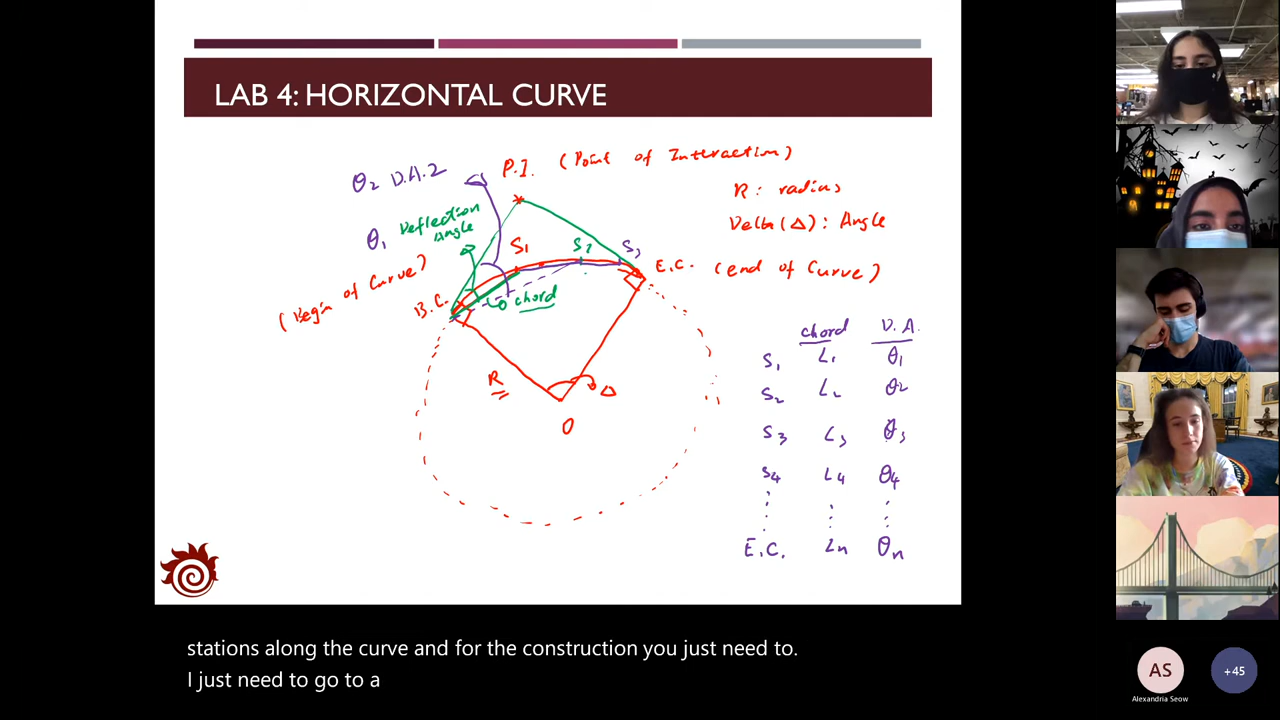 LAB 4: HORIZONTAL CURVE
P.I. (Point of Interaction)
θ2 D.A.2
R: radius
Deflection
Angle
θ1
Delta(Δ): Angle
S1
S2
S3
E.C. (end of Curve)
(Begin of Curve)
B.C.
chord
R
Δ
O
chord D.A.
S1 L1 θ1
S2 L2 θ2
S3 L3 θ3
S4 L4 θ4
E.C. Ln θn
stations along the curve and for the construction you just need to.
I just need to go to a
AS
+45
Alexandria Seow